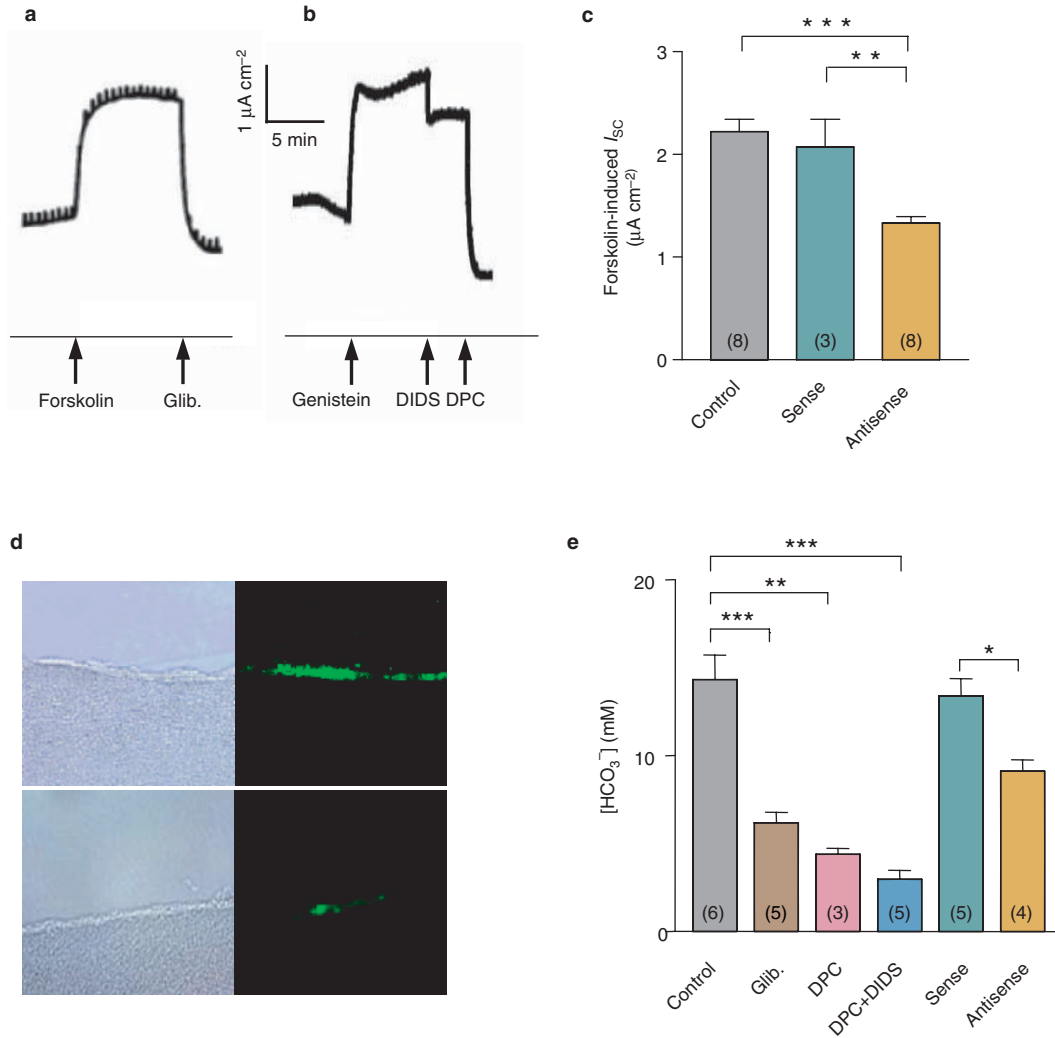 a
b
1 μA cm⁻²
5 min
Forskolin
Glib.
Genistein
DIDS
DPC
c
* * *
* *
3
2
1
0
Forskolin-induced I_SC
(μA cm⁻²)
(8)
(3)
(8)
Control
Sense
Antisense
d
e
***
**
***
*
20
10
0
[HCO₃⁻] (mM)
(6)
(5)
(3)
(5)
(5)
(4)
Control
Glib.
DPC
DPC+DIDS
Sense
Antisense